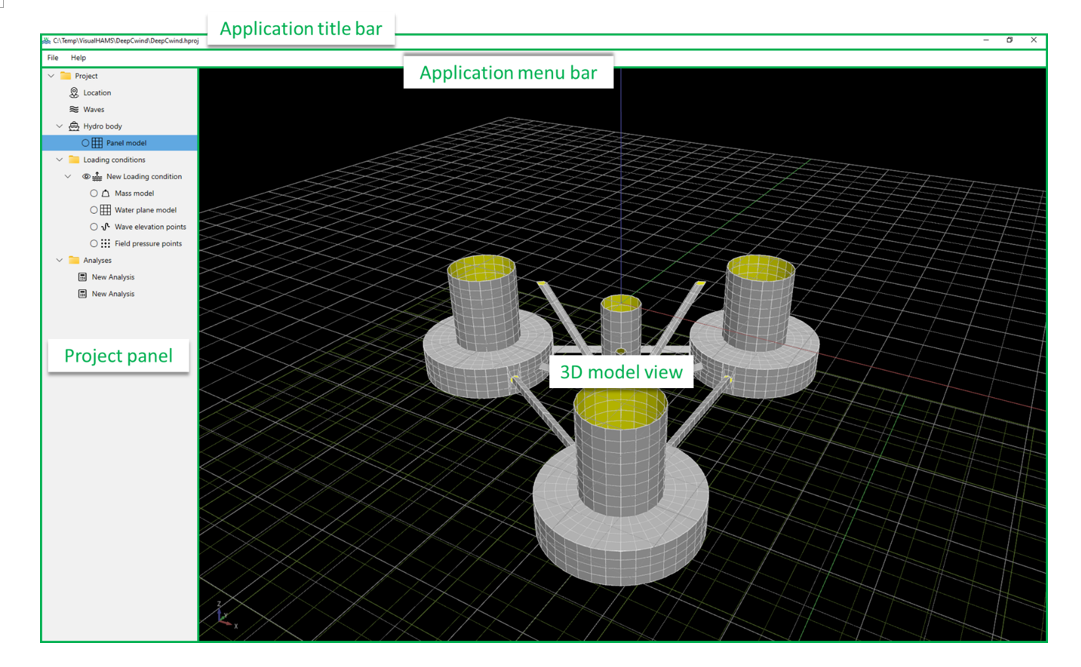 Application title bar
C:\Temp\VisualHAMS\DeepCwind\DeepCwind.hproj
File Help
Application menu bar
Project
Location
Waves
Hydro body
Panel model
Loading conditions
New Loading condition
Mass model
Water plane model
Wave elevation points
Field pressure points
Analyses
New Analysis
New Analysis
Project panel
3D model view
Z
Y
X